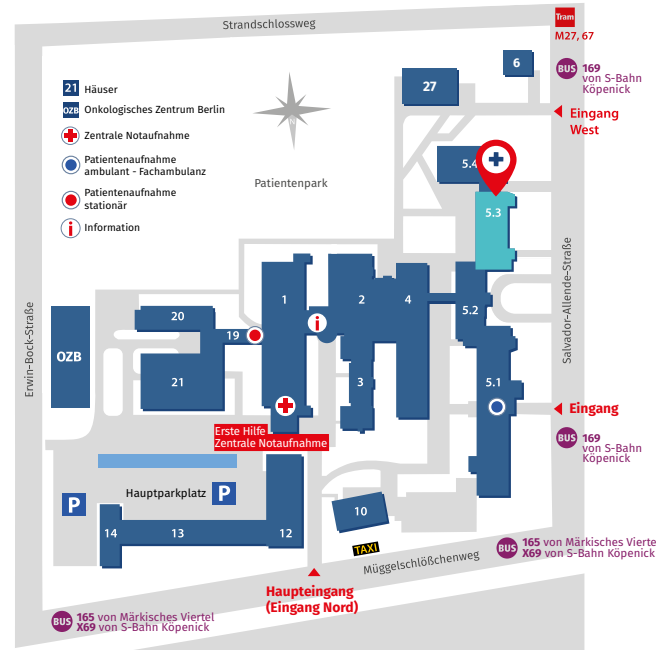 Strandschlossweg
Tram
M27, 67
BUS 169
von S-Bahn
Köpenick
21 Häuser
OZB Onkologisches Zentrum Berlin
Zentrale Notaufnahme
Patientenaufnahme
ambulant - Fachambulanz
Patientenaufnahme
stationär
i Information
Patientenpark
6
27
Eingang
West
5.4
5.3
Erwin-Bock-Straße
Salvador-Allende-Straße
1
2
4
5.2
20
19
i
OZB
21
3
5.1
Eingang
Erste Hilfe
Zentrale Notaufnahme
BUS 169
von S-Bahn
Köpenick
P
Hauptparkplatz P
10
14
13
12
TAXI
Müggelschlößchenweg
BUS 165 von Märkisches Vierte
X69 von S-Bahn Köpenick
Haupteingang
(Eingang Nord)
BUS 165 von Märkisches Viertel
X69 von S-Bahn Köpenick